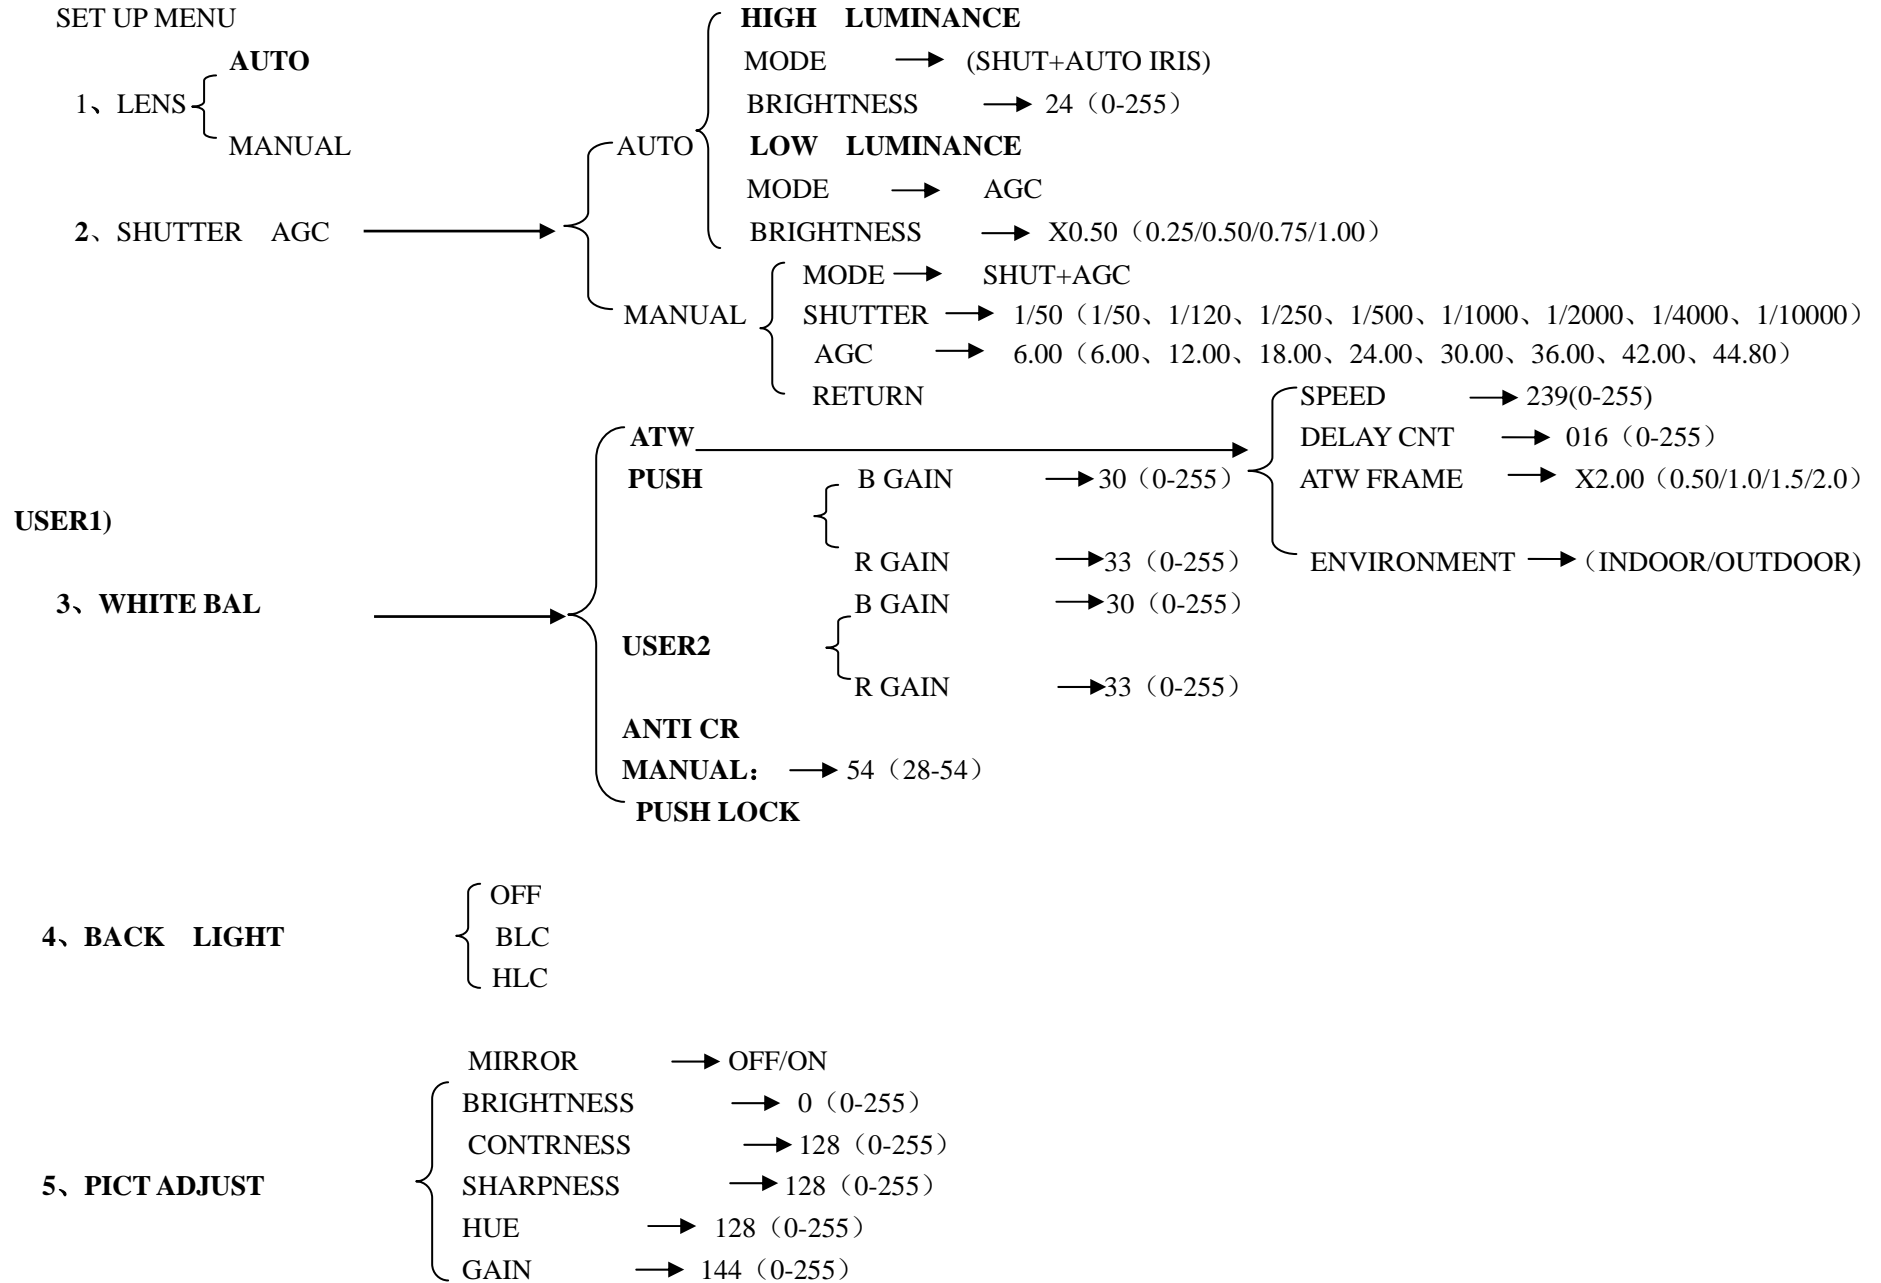 SET UP MENU
HIGH LUMINANCE
AUTO
MODE (SHUT+AUTO IRIS)
1、LENS
BRIGHTNESS 24（0-255）
MANUAL
AUTO
LOW LUMINANCE
MODE AGC
2、SHUTTER AGC
BRIGHTNESS X0.50（0.25/0.50/0.75/1.00）
MODE SHUT+AGC
MANUAL
SHUTTER 1/50（1/50、1/120、1/250、1/500、1/1000、1/2000、1/4000、1/10000）
AGC 6.00（6.00、12.00、18.00、24.00、30.00、36.00、42.00、44.80）
RETURN
SPEED 239(0-255)
ATW
DELAY CNT 016（0-255）
PUSH
B GAIN 30（0-255）
ATW FRAME X2.00（0.50/1.0/1.5/2.0）
USER1)
R GAIN 33（0-255）
ENVIRONMENT （INDOOR/OUTDOOR)
3、WHITE BAL
B GAIN 30（0-255）
USER2
R GAIN 33（0-255）
ANTI CR
MANUAL： 54（28-54）
PUSH LOCK
OFF
4、BACK LIGHT
BLC
HLC
MIRROR OFF/ON
BRIGHTNESS 0（0-255）
CONTRNESS 128（0-255）
5、PICT ADJUST
SHARPNESS 128（0-255）
HUE 128（0-255）
GAIN 144（0-255）